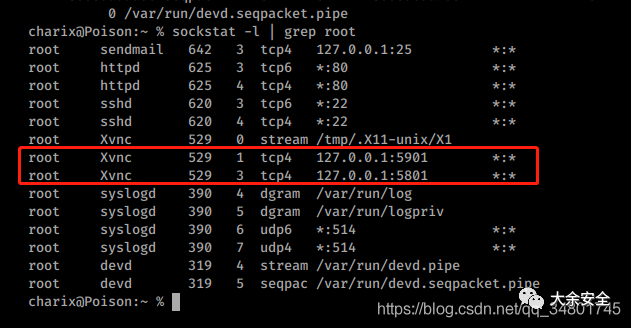 0 /var/run/devd.seqpacket.pipe
charix@Poison:~ % sockstat -l | grep root
root sendmail 642 3 tcp4 127.0.0.1:25 *:*
root httpd 625 3 tcp6 *:80 *:*
root httpd 625 4 tcp4 *:80 *:*
root sshd 620 3 tcp6 *:22 *:*
root sshd 620 4 tcp4 *:22 *:*
root Xvnc 529 0 stream /tmp/.X11-unix/X1
root Xvnc 529 1 tcp4 127.0.0.1:5901 *:*
root Xvnc 529 3 tcp4 127.0.0.1:5801 *:*
root syslogd 390 4 dgram /var/run/log
root syslogd 390 5 dgram /var/run/logpriv
root syslogd 390 6 udp6 *:514 *:*
root syslogd 390 7 udp4 *:514 *:*
root devd 319 4 stream /var/run/devd.pipe
root devd 319 5 seqpac /var/run/devd.seqpacket.pipe
charix@Poison:~ %
大余安全
https://blog.csdn.net/qq_34801745